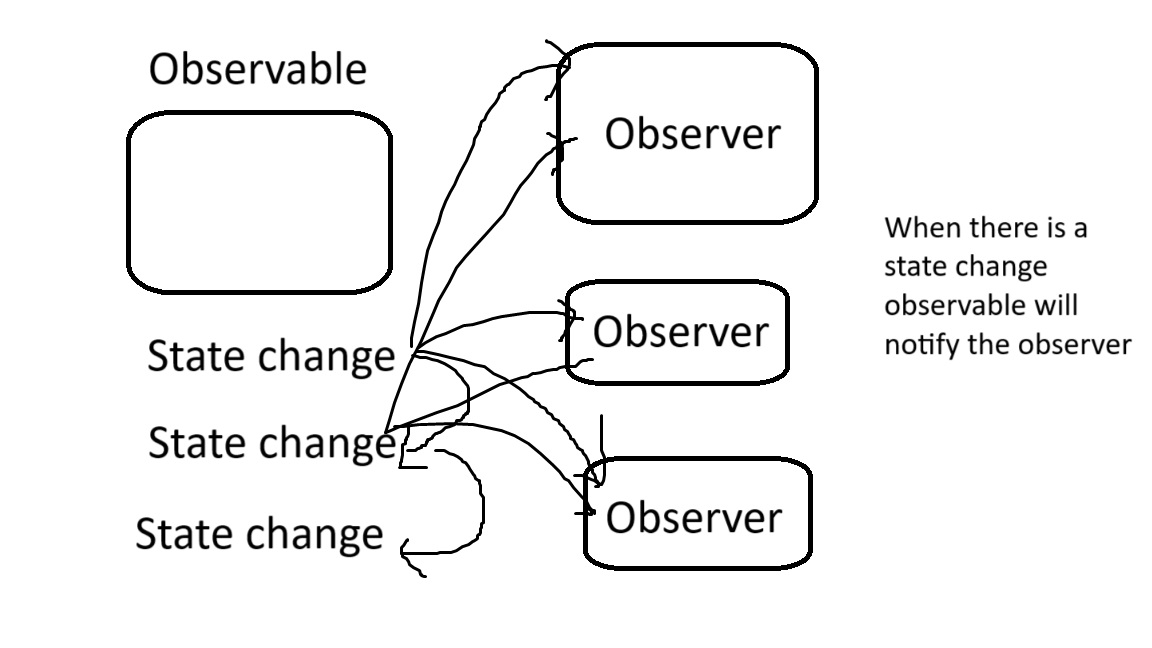 Observable
State change
State change
State change
Observer
Observer
Observer
When there is a
state change
observable will
notify the observer